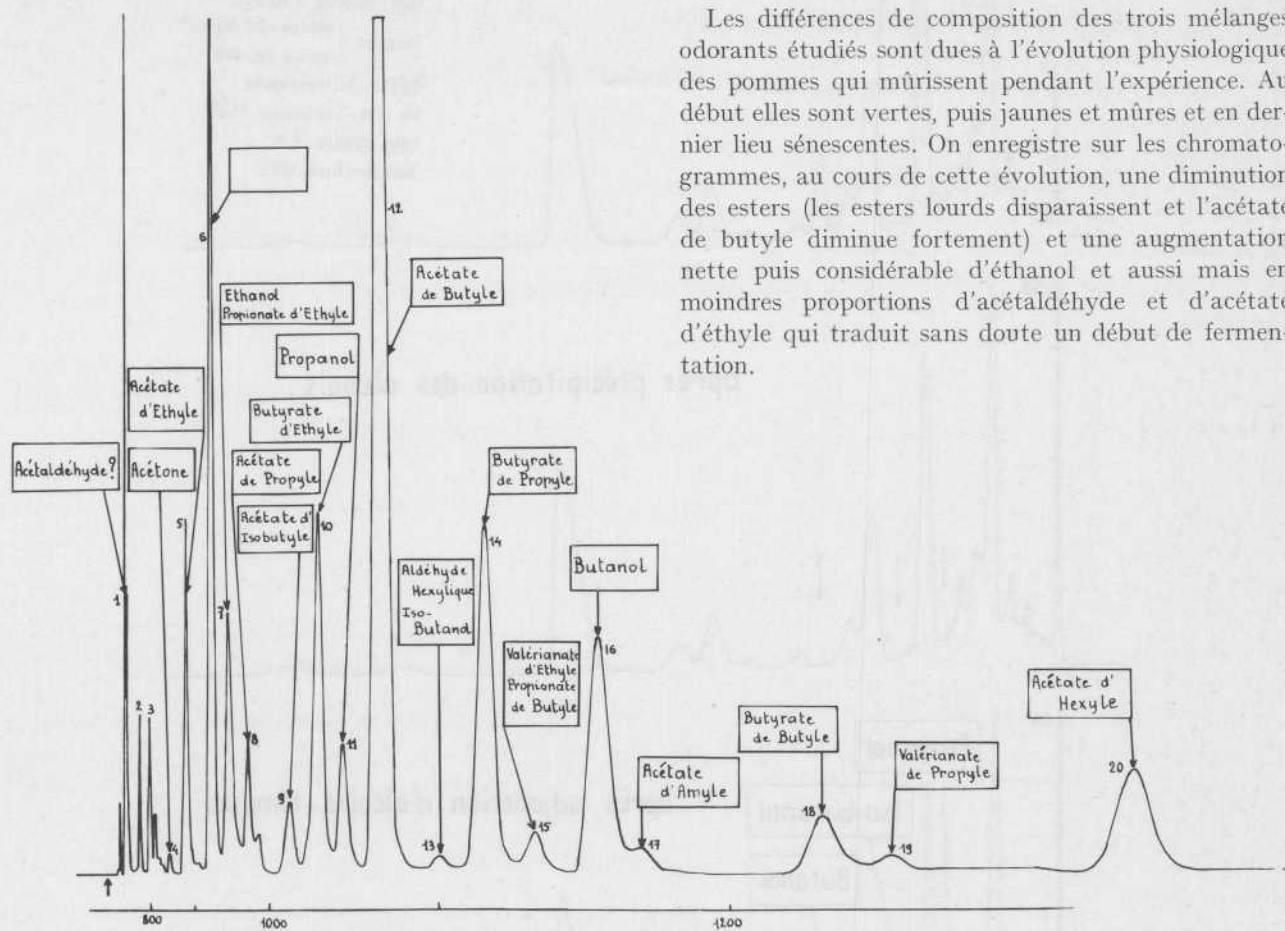 Les différences de composition des trois mélanges
odorants étudiés sont dues à l'évolution physiologique
des pommes qui mûrissent pendant l'expérience. Au
début elles sont vertes, puis jaunes et mûres et en der-
nier lieu sénescentes. On enregistre sur les chromato-
grammes, au cours de cette évolution, une diminution
des esters (les esters lourds disparaissent et l'acétate
de butyle diminue fortement) et une augmentation
nette puis considérable d'éthanol et aussi mais en
moindres proportions d'acétaldéhyde et d'acétate
d'éthyle qui traduit sans doute un début de fermen-
tation.
Acétaldéhyde?
1
2
3
Acétone
4
Acétate
d'Ethyle
5
6
Ethanol
Propionate d'Ethyle
7
Acétate
de Propyle
8
Acétate d'
Isobutyle
9
Butyrate
d'Ethyle
10
Propanol
11
12
Acétate
de Butyle
Aldéhyde
Hexylique
Iso-
Butanol
13
Butyrate
de Propyle
14
Valérianate
d'Ethyle
Propionate
de Butyle
15
Butanol
16
Acétate
d'Amyle
17
Butyrate
de Butyle
18
Valérianate
de Propyle
19
Acétate d'
Hexyle
20
800
1000
1200